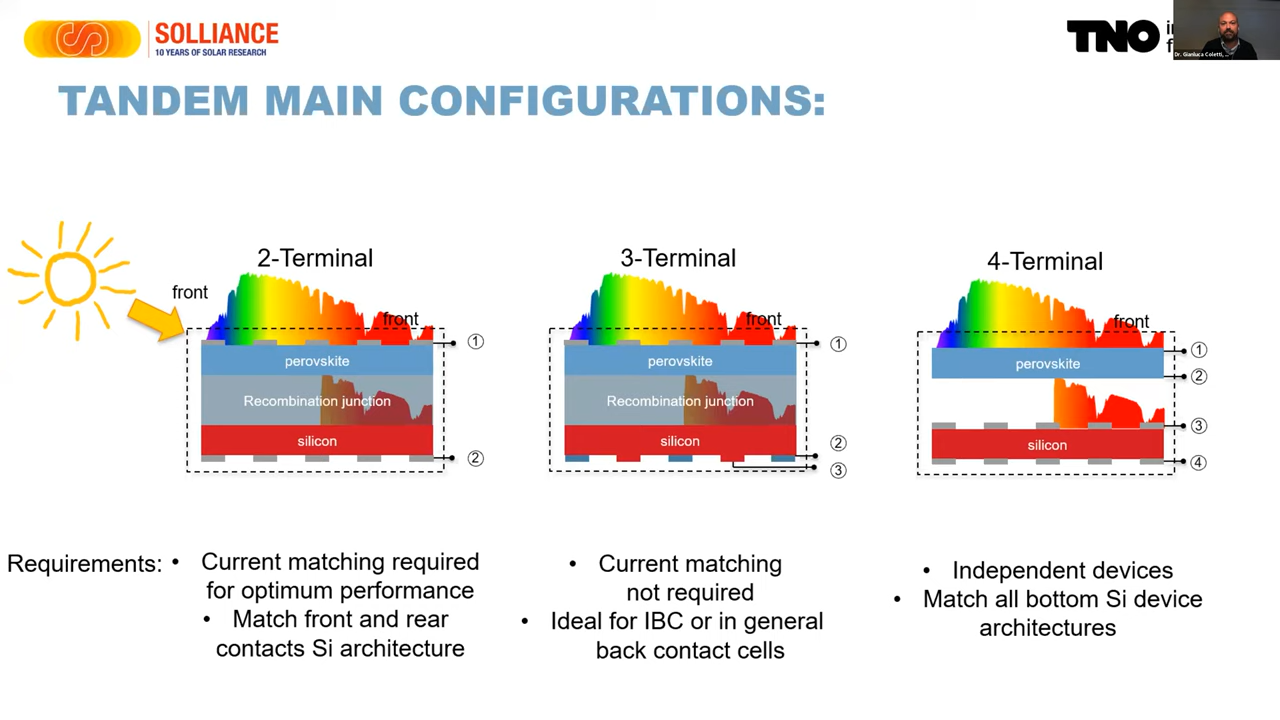 SOLLIANCE
10 YEARS OF SOLAR RESEARCH
TNO
Dr. Gianluca Coletti, ...
TANDEM MAIN CONFIGURATIONS:
2-Terminal
front
front
①
perovskite
Recombination junction
silicon
②
3-Terminal
front
①
perovskite
Recombination junction
silicon
②
③
4-Terminal
front
①
perovskite
②
③
silicon
④
Requirements:
• Current matching required
for optimum performance
• Match front and rear
contacts Si architecture
• Current matching
not required
• Ideal for IBC or in general
back contact cells
• Independent devices
• Match all bottom Si device
architectures